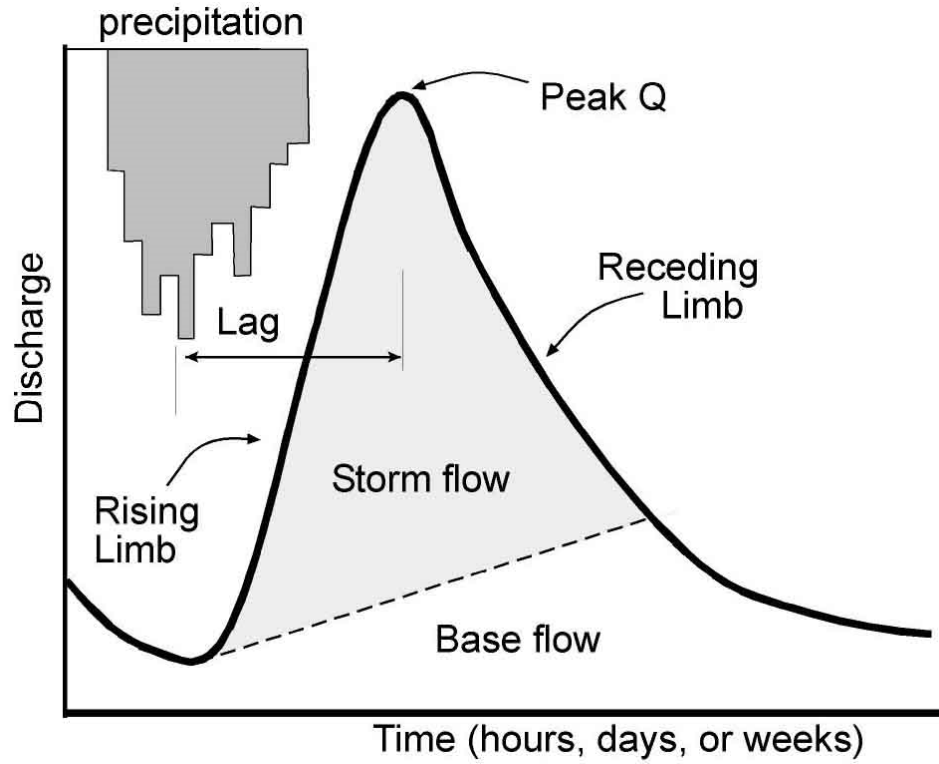 precipitation
Peak Q
Receding
Limb
Lag
Discharge
Storm flow
Rising
Limb
Base flow
Time (hours, days, or weeks)